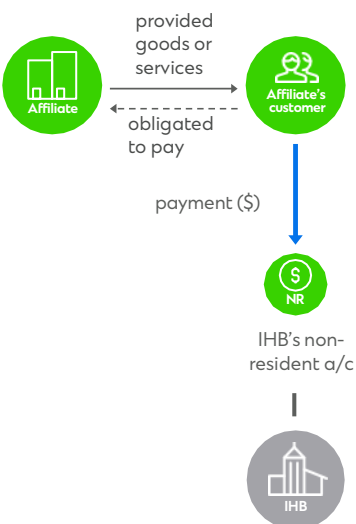 provided
goods or
services
Affiliate
Affiliate's
customer
obligated
to pay
payment ($)
$
NR
IHB's non-
resident a/c
IHB